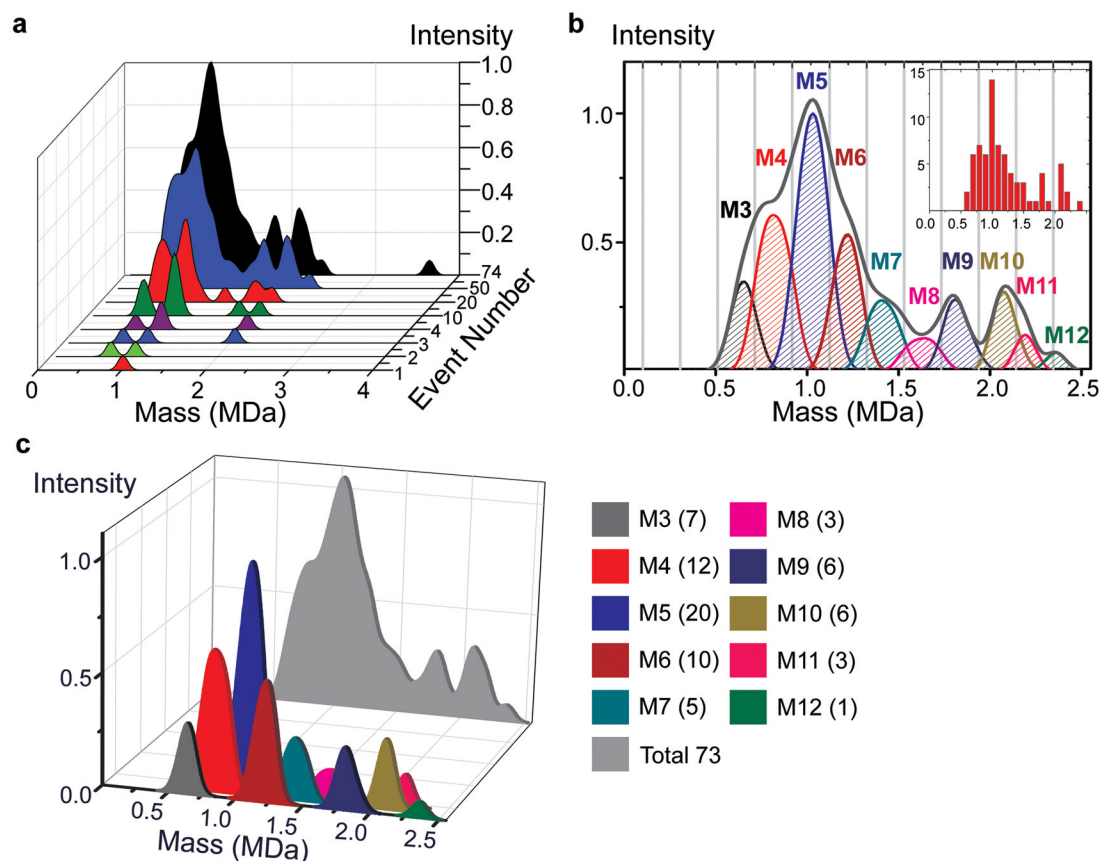 a
Intensity
1.0
0.8
0.6
0.4
0.2
74
50
20
10
4
3
2
1
Event Number
0
1
2
3
4
Mass (MDa)
b
Intensity
1.0
0.5
M3
M4
M5
M6
M7
M8
M9
M10
M11
M12
15
10
5
0
0.0 0.5 1.0 1.5 2.0
0.0 0.5 1.0 1.5 2.0 2.5
Mass (MDa)
c
Intensity
1.0
0.5
0.0
0.5
1.0
1.5
2.0
2.5
Mass (MDa)
M3 (7)
M4 (12)
M5 (20)
M6 (10)
M7 (5)
Total 73
M8 (3)
M9 (6)
M10 (6)
M11 (3)
M12 (1)